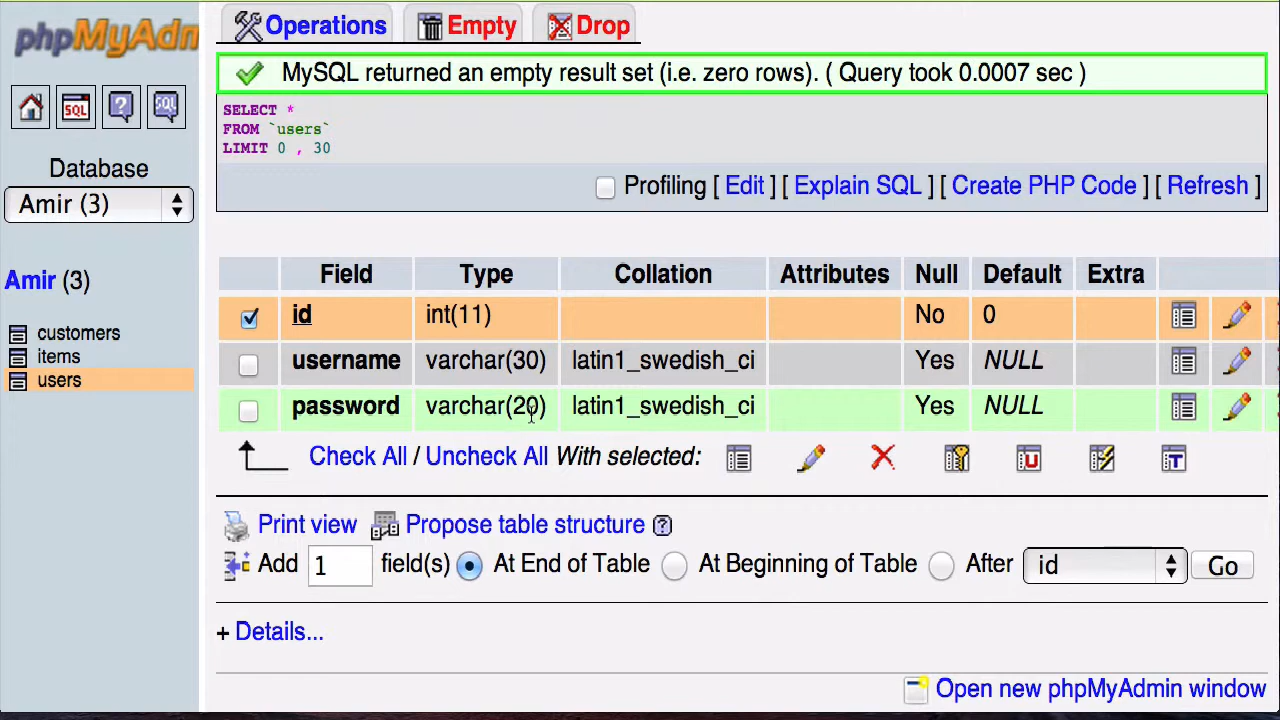 phpMyAdm
Operations Empty Drop
MySQL returned an empty result set (i.e. zero rows). ( Query took 0.0007 sec )
SELECT *
FROM `users`
LIMIT 0 , 30
Profiling [ Edit ] [ Explain SQL ] [ Create PHP Code ] [ Refresh ]
SQL
SQL
Database
Amir (3)
Amir (3)
customers
items
users
Field Type Collation Attributes Null Default Extra
id int(11) No 0
username varchar(30) latin1_swedish_ci Yes NULL
password varchar(20) latin1_swedish_ci Yes NULL
Check All / Uncheck All With selected: U T
Print view Propose table structure ?
Add 1 field(s) At End of Table At Beginning of Table After id Go
+ Details...
Open new phpMyAdmin window